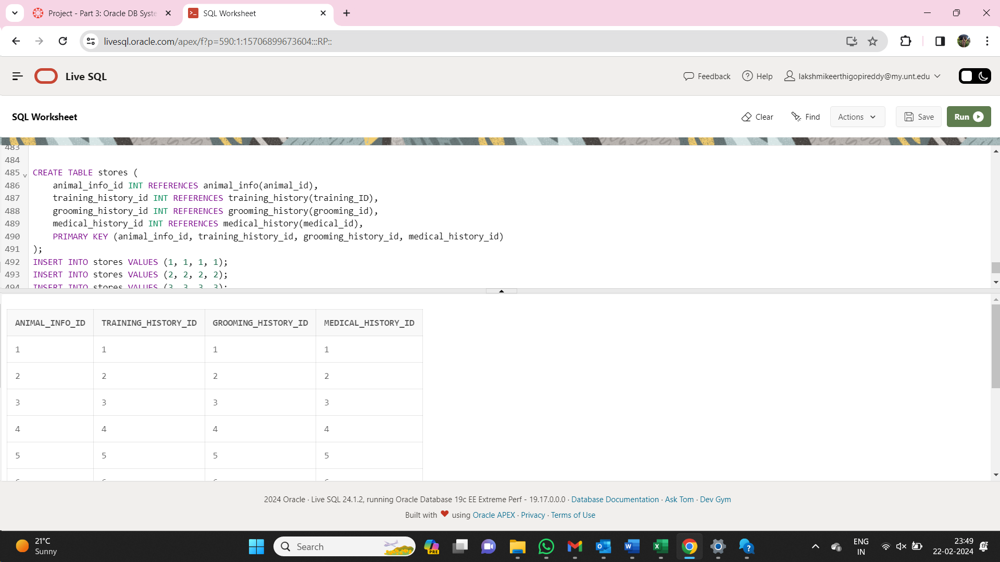 Project - Part 3: Oracle DB Syste
SQL Worksheet
livesql.oracle.com/apex/f?p=590:1:15706899673604:::RP::
Live SQL
Feedback
Help
lakshmikeerthigopireddy@my.unt.edu
SQL Worksheet
Clear
Find
Actions
Save
Run
483
484
485 CREATE TABLE stores (
486 animal_info_id INT REFERENCES animal_info(animal_id),
487 training_history_id INT REFERENCES training_history(training_ID),
488 grooming_history_id INT REFERENCES grooming_history(grooming_id),
489 medical_history_id INT REFERENCES medical_history(medical_id),
490 PRIMARY KEY (animal_info_id, training_history_id, grooming_history_id, medical_history_id)
491 );
492 INSERT INTO stores VALUES (1, 1, 1, 1);
493 INSERT INTO stores VALUES (2, 2, 2, 2);
494 INSERT INTO stores VALUES (3, 3, 3, 3);
ANIMAL_INFO_ID TRAINING_HISTORY_ID GROOMING_HISTORY_ID MEDICAL_HISTORY_ID
1 1 1 1
2 2 2 2
3 3 3 3
4 4 4 4
5 5 5 5
2024 Oracle · Live SQL 24.1.2, running Oracle Database 19c EE Extreme Perf - 19.17.0.0.0 · Database Documentation · Ask Tom · Dev Gym
Built with ❤ using Oracle APEX · Privacy · Terms of Use
21°C
Sunny
Search
PRE
ENG
IN
23:49
22-02-2024